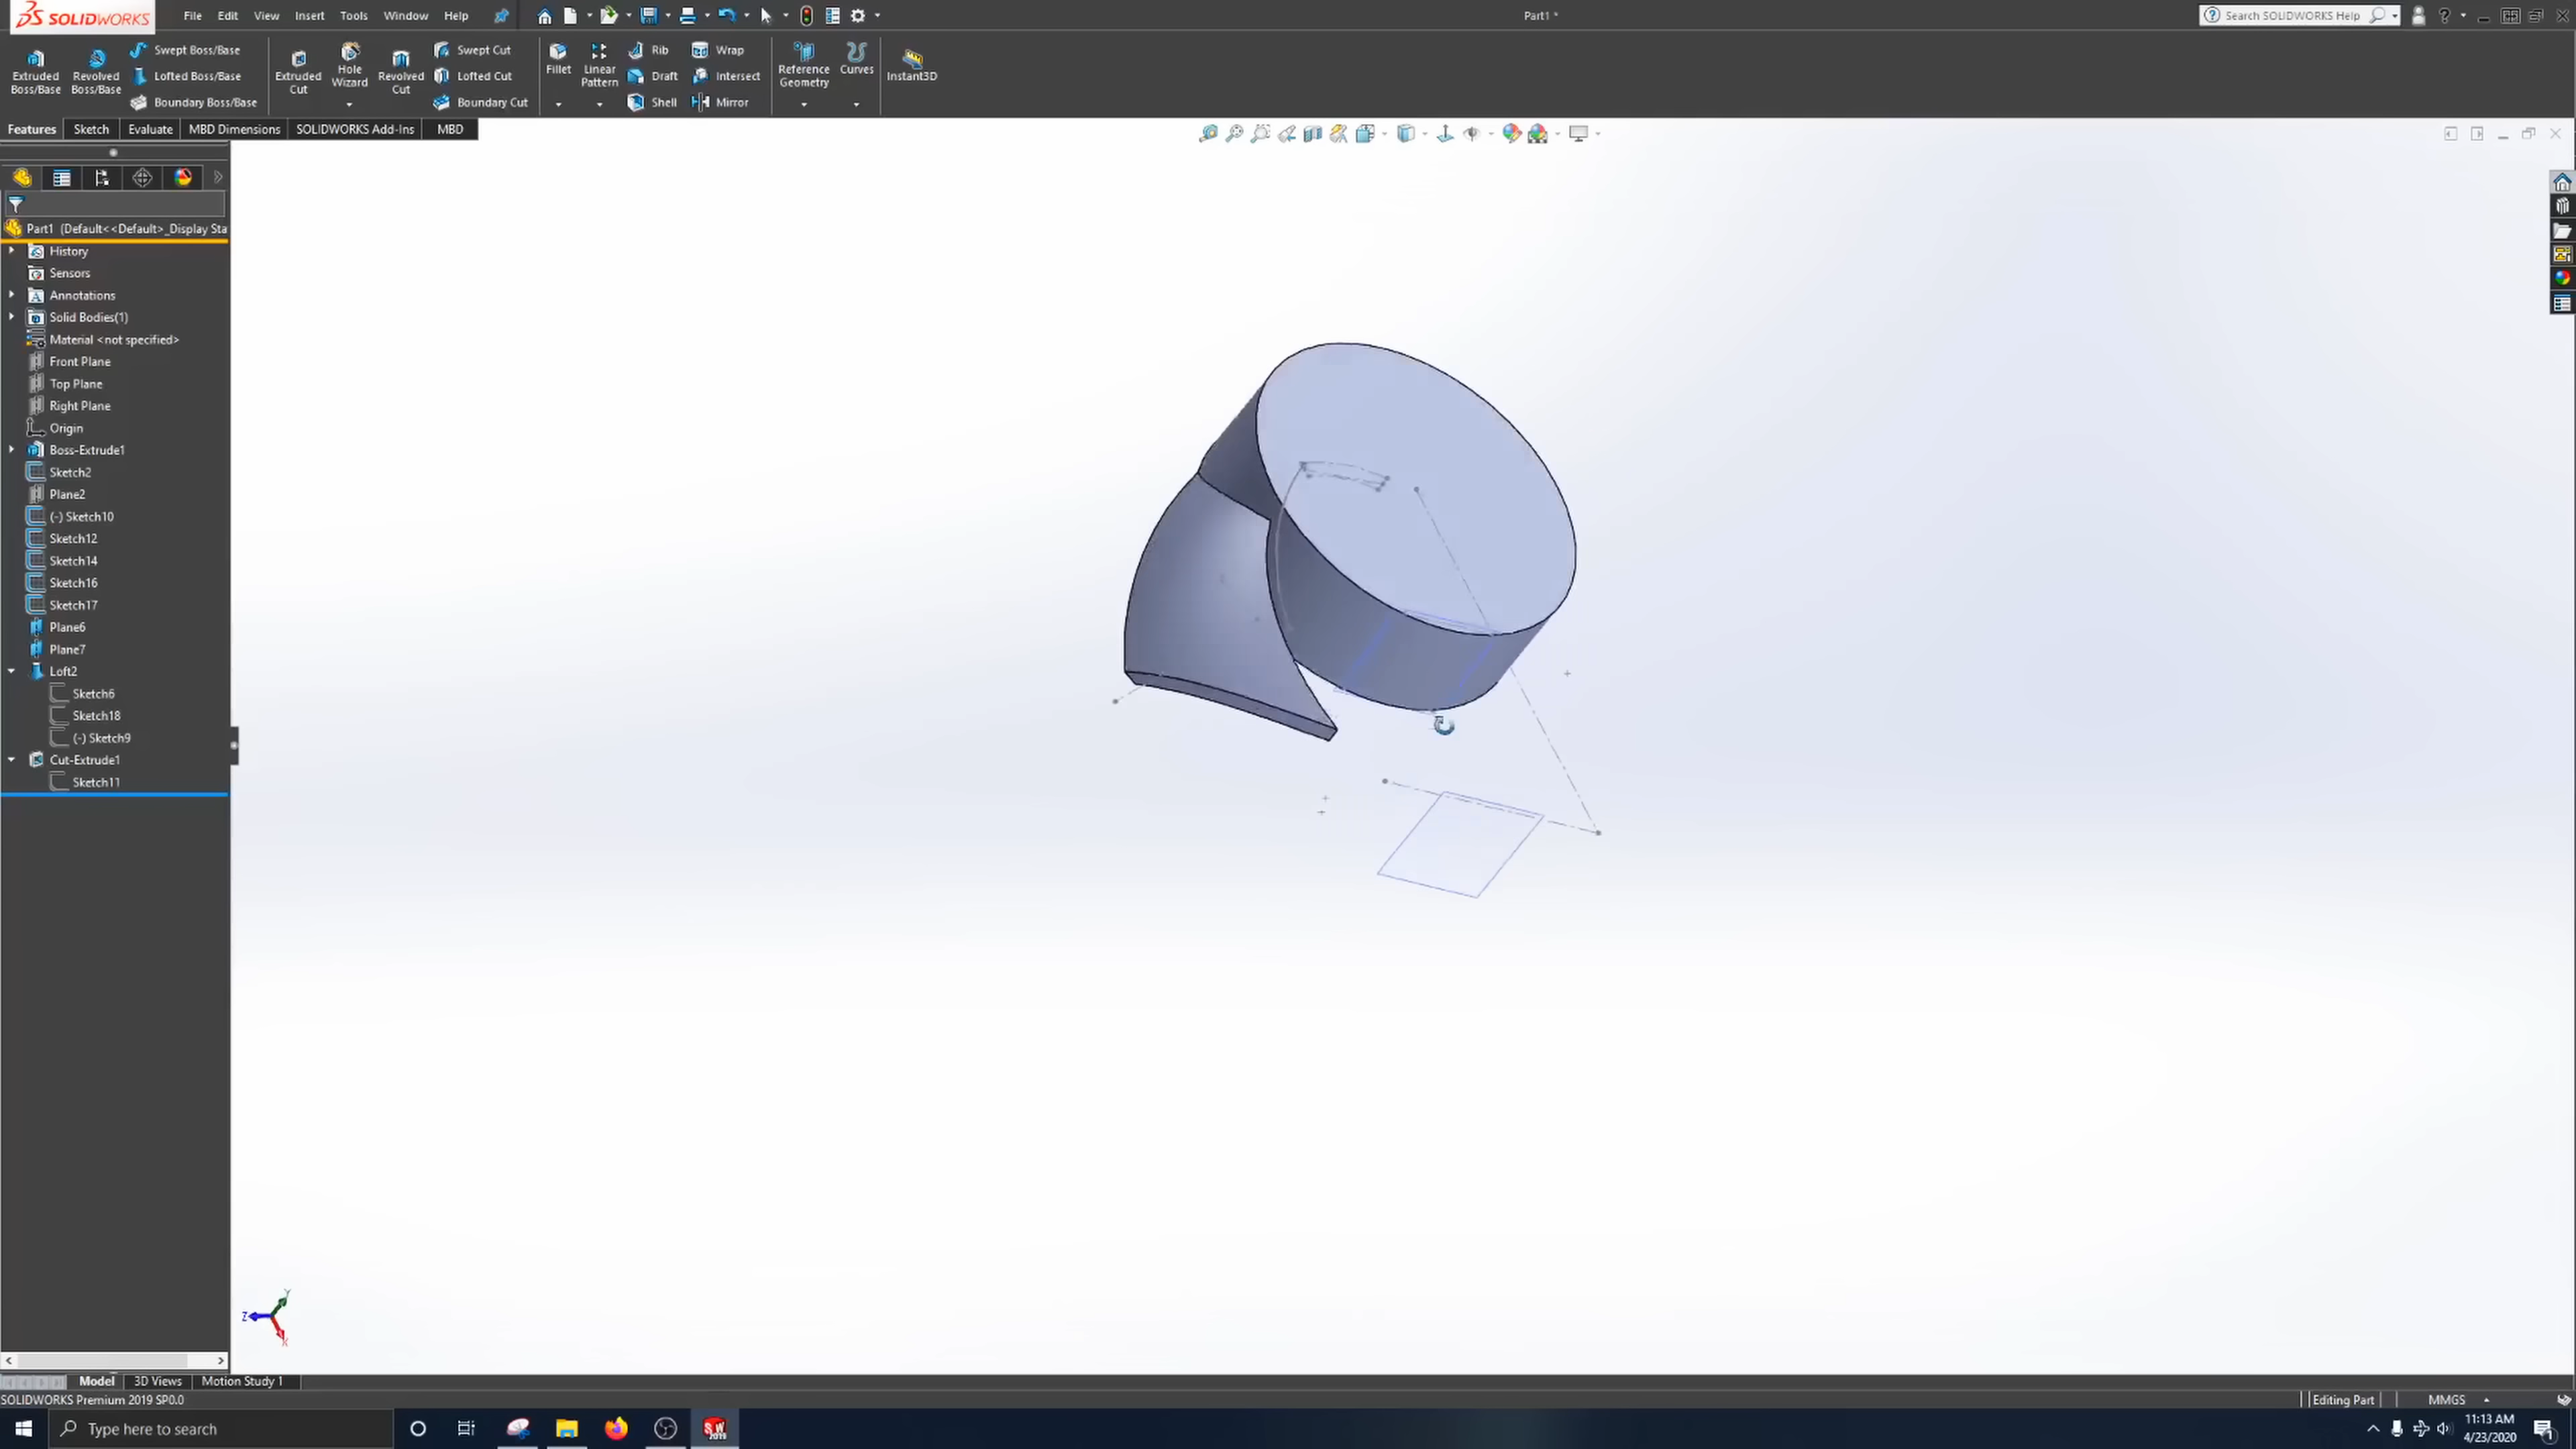 SOLIDWORKS File Edit View Insert Tools Window Help Part1 * Search SOLIDWORKS Help ?
Extruded Boss/Base
Revolved Boss/Base
Swept Boss/Base
Lofted Boss/Base
Boundary Boss/Base
Extruded Cut
Hole Wizard
Revolved Cut
Swept Cut
Lofted Cut
Boundary Cut
Fillet
Linear Pattern
Rib
Draft
Shell
Wrap
Intersect
Mirror
Reference Geometry
Curves
Instant3D
Features Sketch Evaluate MBD Dimensions SOLIDWORKS Add-Ins MBD
Part1 (Default<<Default>_Display Sta
History
Sensors
Annotations
Solid Bodies(1)
Material <not specified>
Front Plane
Top Plane
Right Plane
Origin
Boss-Extrude1
Sketch2
Plane2
(-) Sketch10
Sketch12
Sketch14
Sketch16
Sketch17
Plane6
Plane7
Loft2
Sketch6
Sketch18
(-) Sketch9
Cut-Extrude1
Sketch11
Y
Z
X
Model 3D Views Motion Study 1
SOLIDWORKS Premium 2019 SP0.0 Editing Part MMGS
Type here to search
SW
2019
11:13 AM
4/23/2020
1